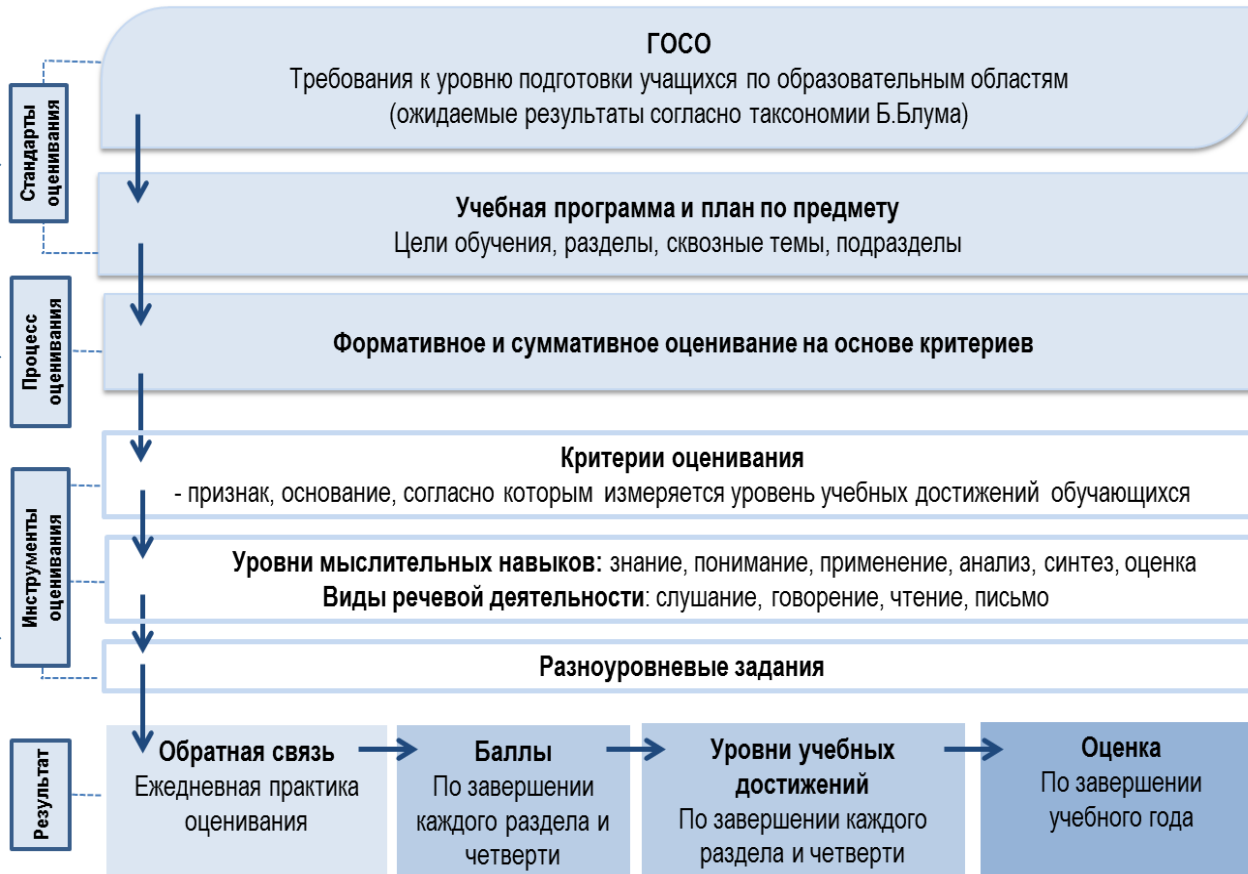 ГОСО
Требования к уровню подготовки учащихся по образовательным областям
(ожидаемые результаты согласно таксономии Б.Блума)
Стандарты
оценивания
Учебная программа и план по предмету
Цели обучения, разделы, сквозные темы, подразделы
Процесс
оценивания
Формативное и суммативное оценивание на основе критериев
Инструменты
оценивания
Критерии оценивания
- признак, основание, согласно которым измеряется уровень учебных достижений обучающихся
Уровни мыслительных навыков: знание, понимание, применение, анализ, синтез, оценка
Виды речевой деятельности: слушание, говорение, чтение, письмо
Разноуровневые задания
Результат
Обратная связь
Ежедневная практика
оценивания
Баллы
По завершении
каждого раздела и
четверти
Уровни учебных
достижений
По завершении каждого
раздела и четверти
Оценка
По завершении
учебного года